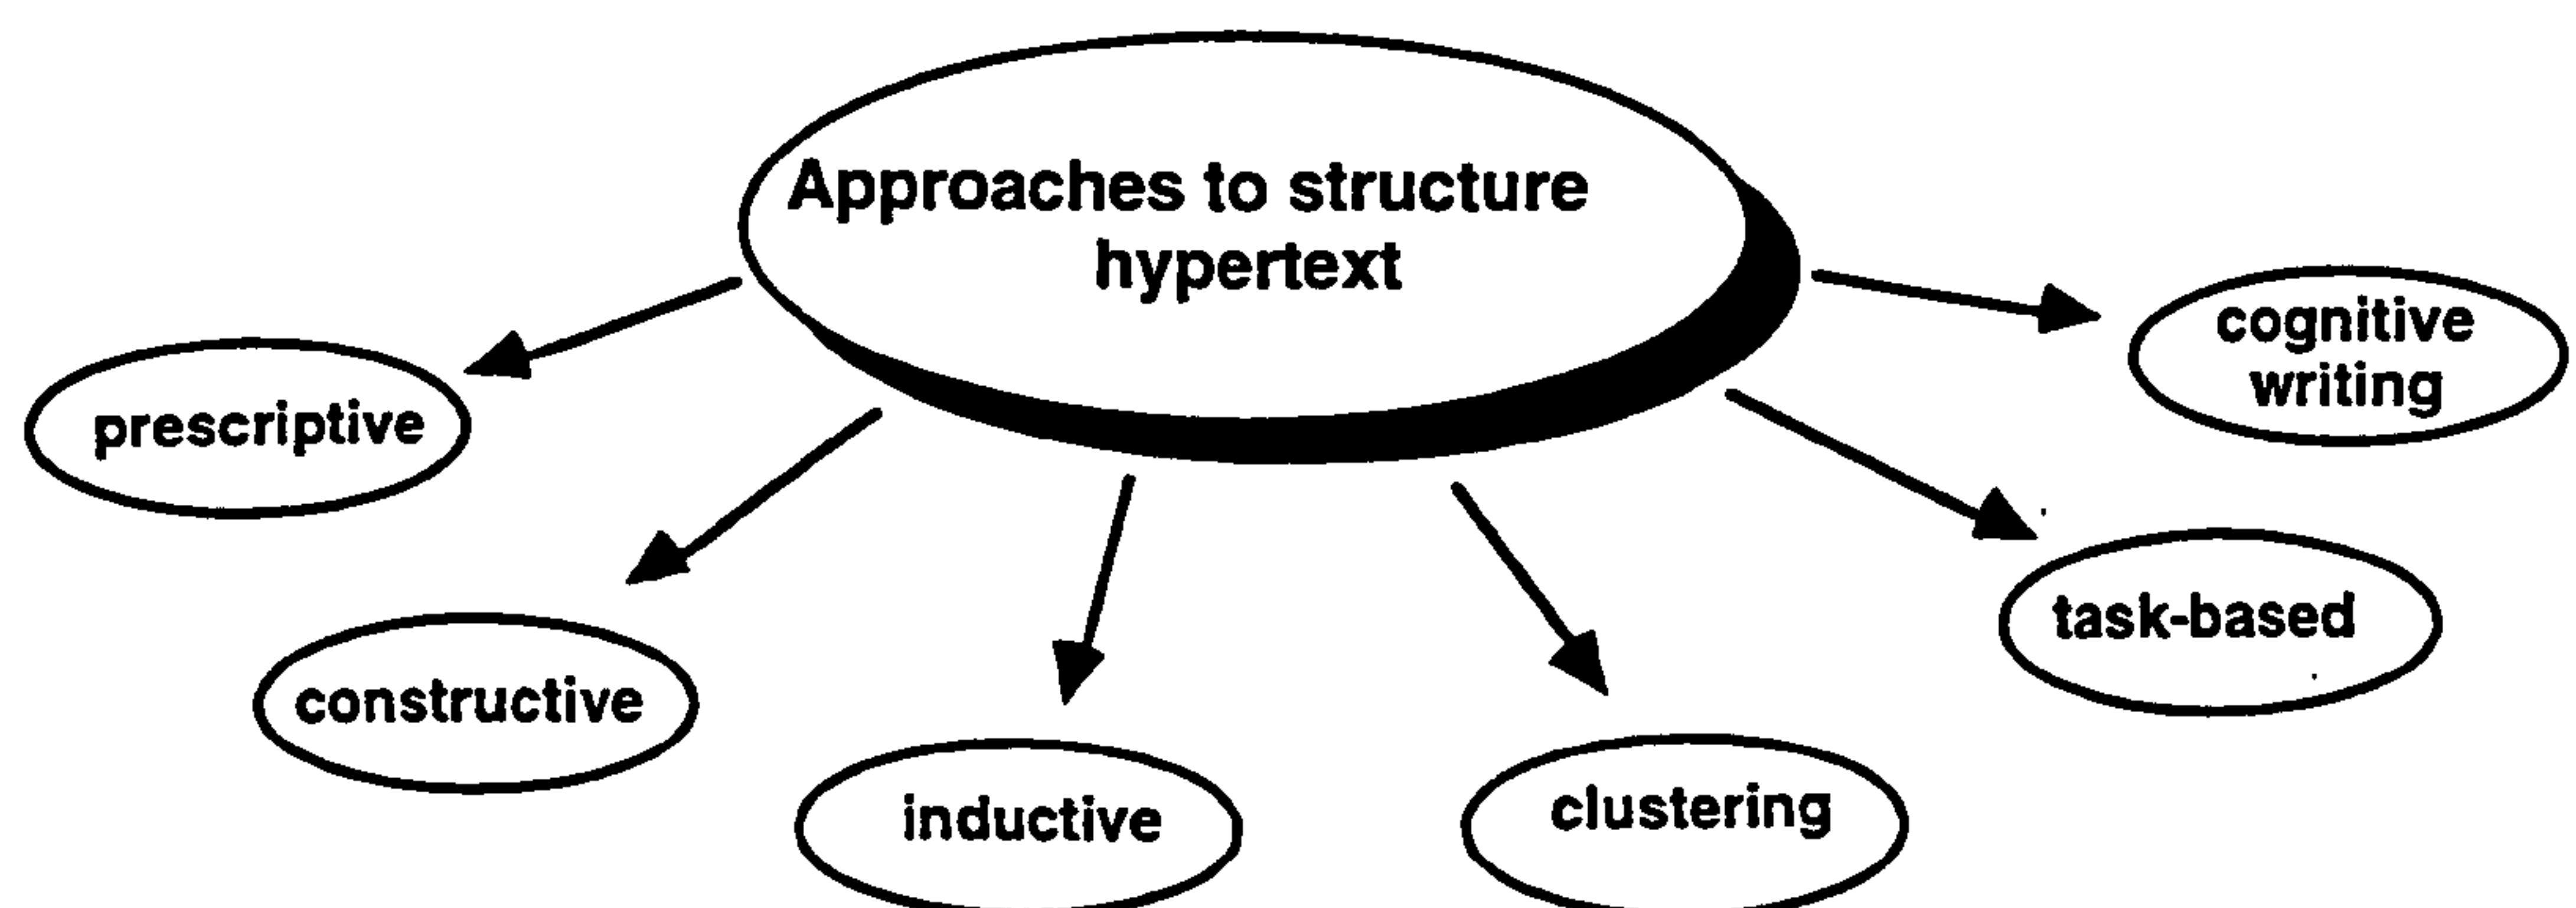 Approaches to structure
hypertext
prescriptive
constructive
inductive
clustering
task-based
cognitive
writing